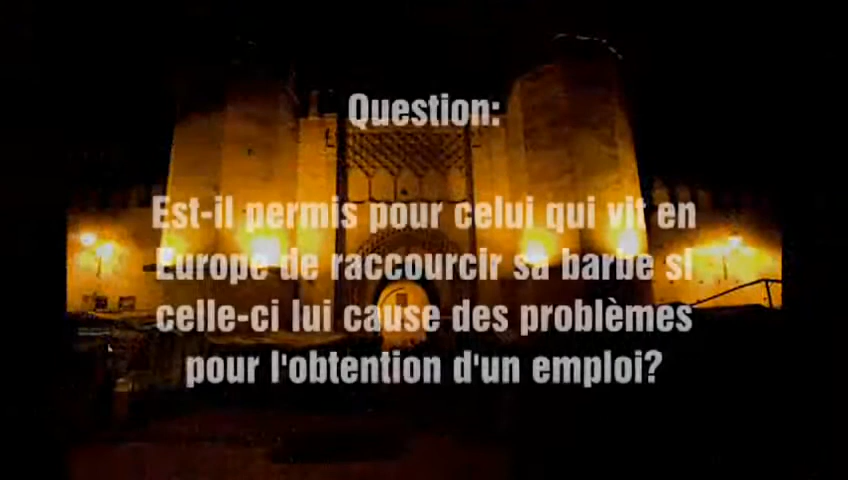 Question:
Est-il permis pour celui qui vit en
Europe de raccourcir sa barbe si
celle-ci lui cause des problèmes
pour l'obtention d'un emploi?